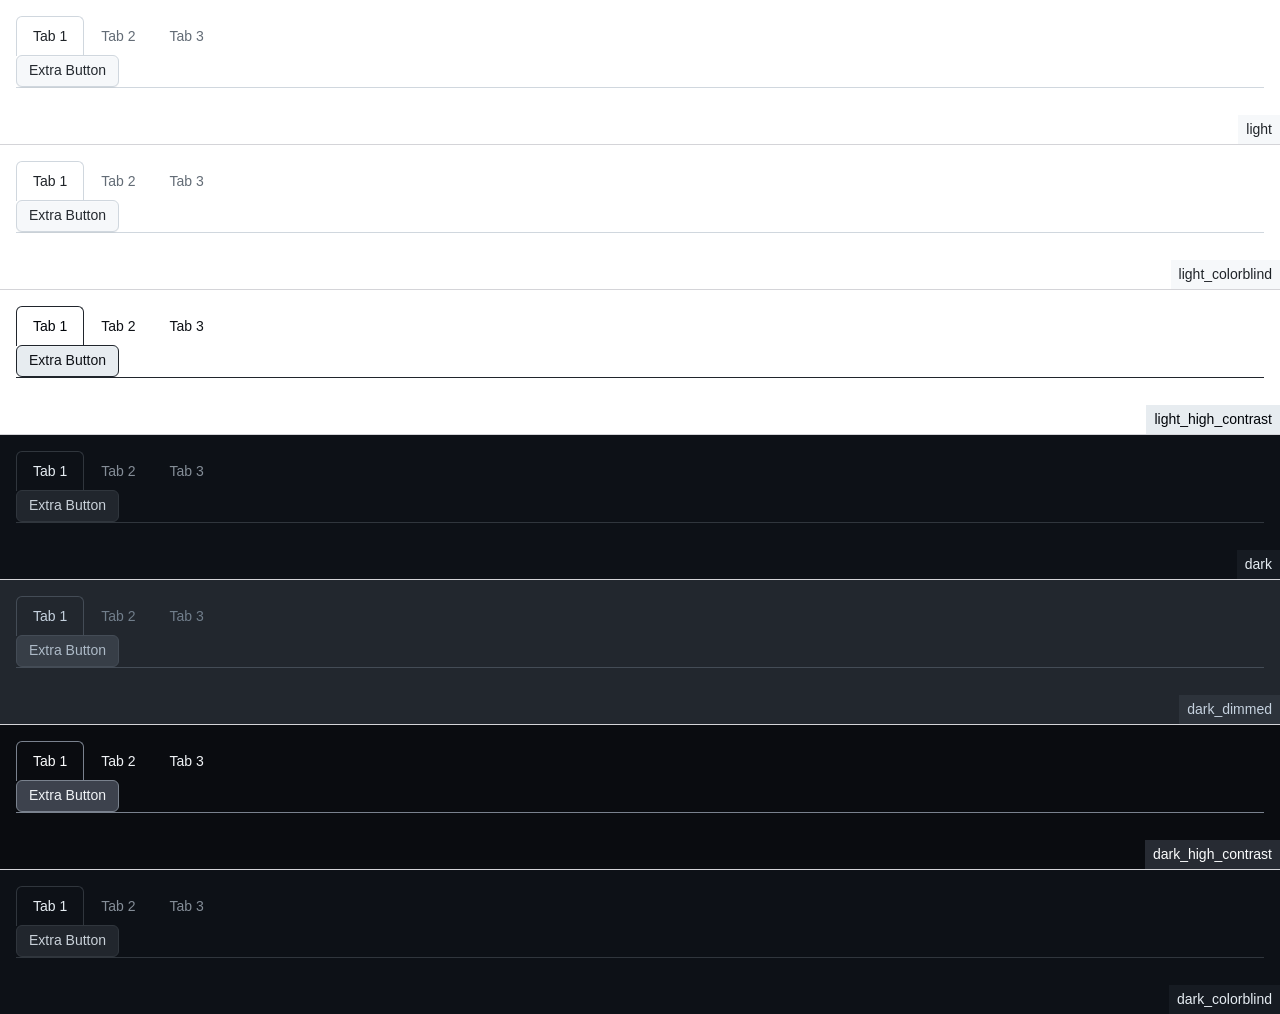 Tab 1 Tab 2 Tab 3
Extra Button
light
Tab 1 Tab 2 Tab 3
Extra Button
light_colorblind
Tab 1 Tab 2 Tab 3
Extra Button
light_high_contrast
Tab 1 Tab 2 Tab 3
Extra Button
dark
Tab 1 Tab 2 Tab 3
Extra Button
dark_dimmed
Tab 1 Tab 2 Tab 3
Extra Button
dark_high_contrast
Tab 1 Tab 2 Tab 3
Extra Button
dark_colorblind